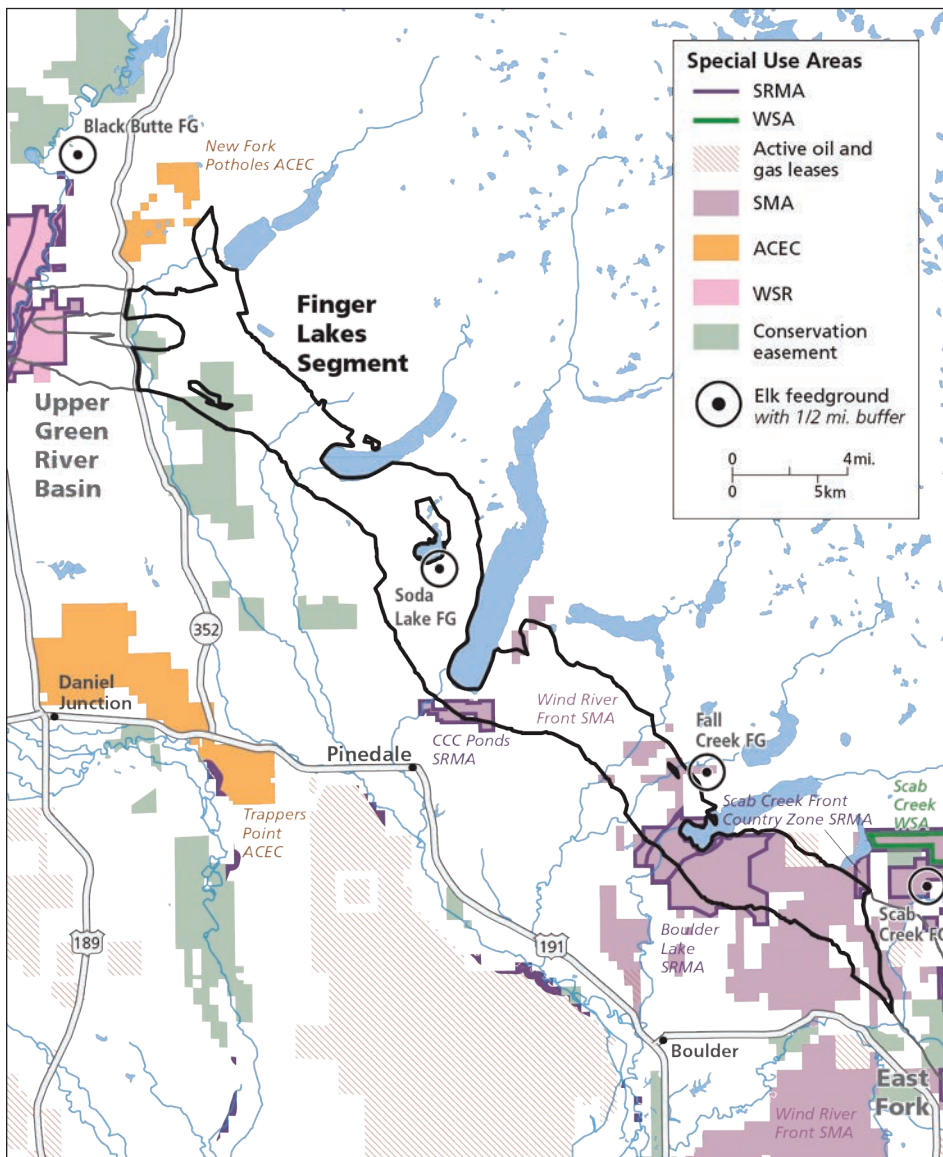 Special Use Areas
SRMA
WSA
Active oil and
gas leases
SMA
ACEC
WSR
Conservation
easement
Elk feedground
with 1/2 mi. buffer
0
4mi.
0
5km
Black Butte FG
New Fork
Potholes ACEC
Finger
Lakes
Segment
Upper
Green
River
Basin
Soda
Lake FG
352
Daniel
Junction
Wind River
Front SMA
Fall
Creek FG
CCC Ponds
SRMA
Pinedale
Scab Creek Front
Country Zone SRMA
Scab
Creek
WSA
Trappers
Point
ACEC
Scab
Creek FG
189
191
Boulder
Lake
SRMA
Boulder
East
Fork
Wind River
Front SMA